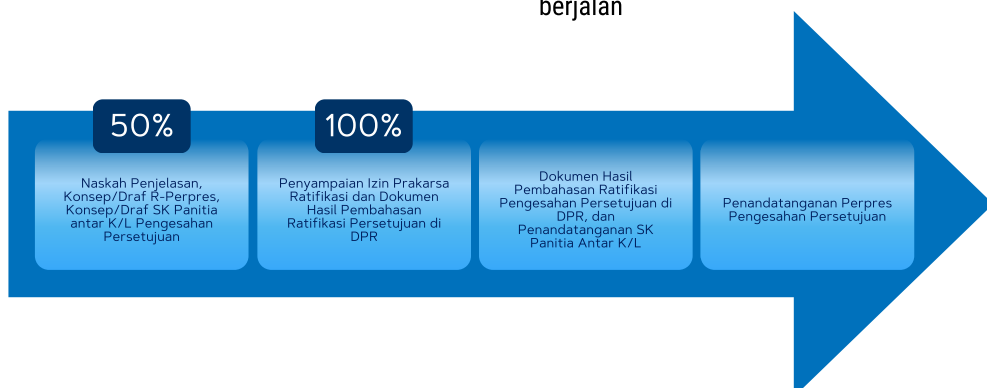 berjalan
50%
100%
Naskah Penjelasan,
Konsep/Draf R-Perpres,
Konsep/Draf SK Panitia
antar K/L Pengesahan
Persetujuan
Penyampaian Izin Prakarsa
Ratifikasi dan Dokumen
Hasil Pembahasan
Ratifikasi Persetujuan di
DPR
Dokumen Hasil
Pembahasan Ratifikasi
Pengesahan Persetujuan di
DPR, dan
Penandatanganan SK
Panitia Antar K/L
Penandatanganan Perpres
Pengesahan Persetujuan